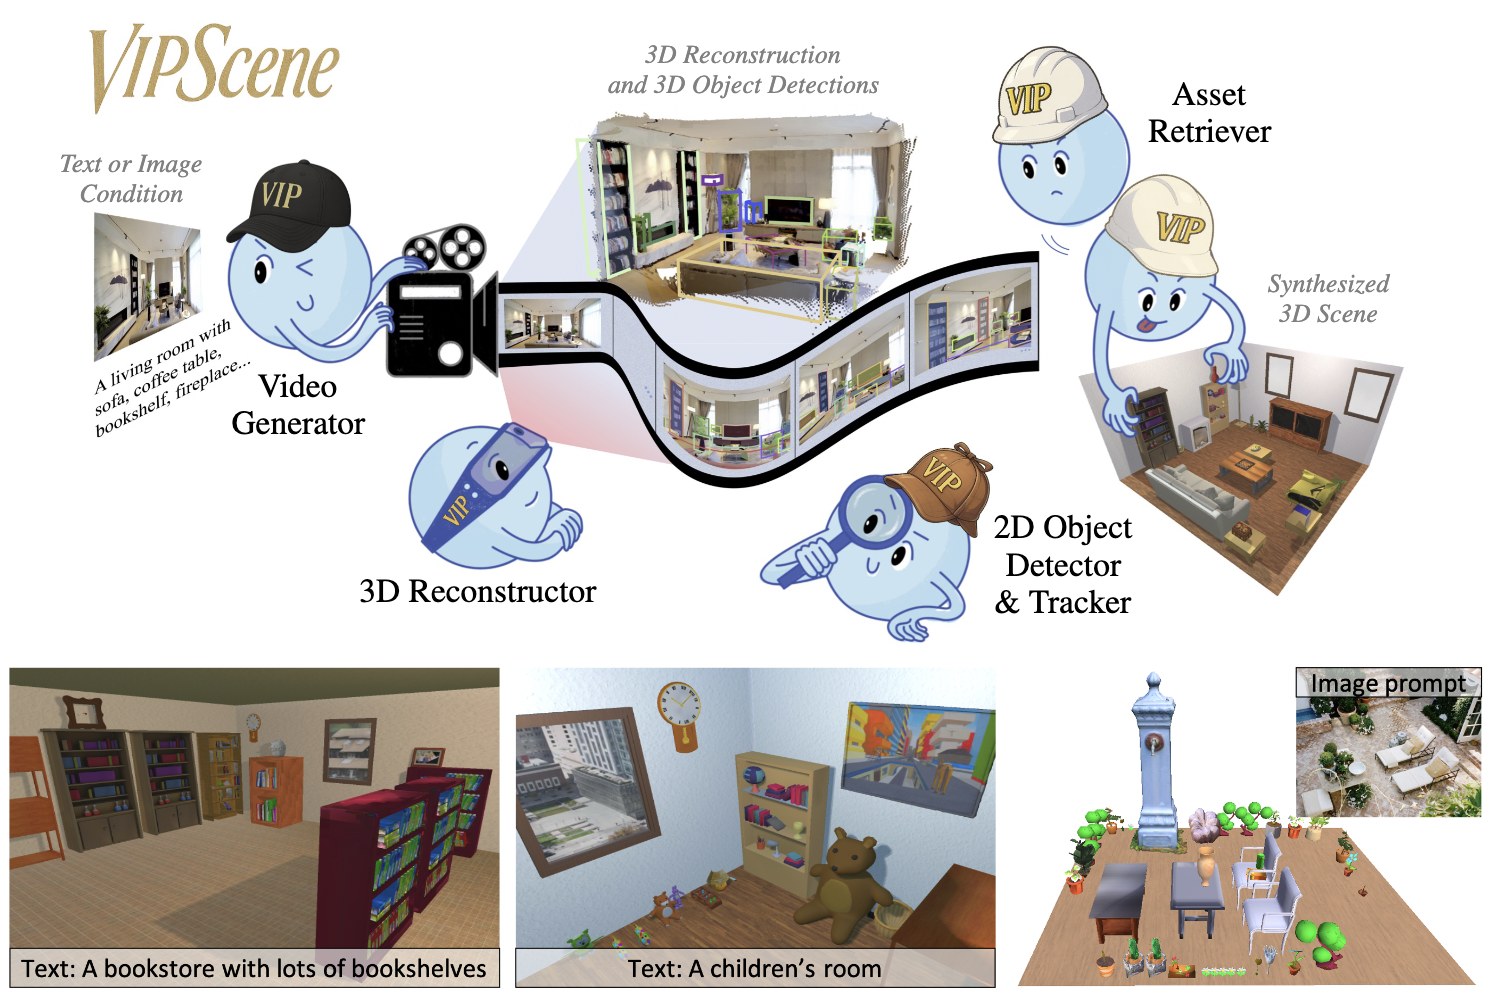 VIPSCENE
3D Reconstruction
and 3D Object Detections
Text or Image
Condition
VIP
A living room with
sofa, coffee table,
bookshelf, fireplace...
Video
Generator
VIP
Asset
Retriever
VIP
Synthesized
3D Scene
VIP
3D Reconstructor
VIP
2D Object
Detector
& Tracker
Text: A bookstore with lots of bookshelves
Text: A children’s room
Image prompt